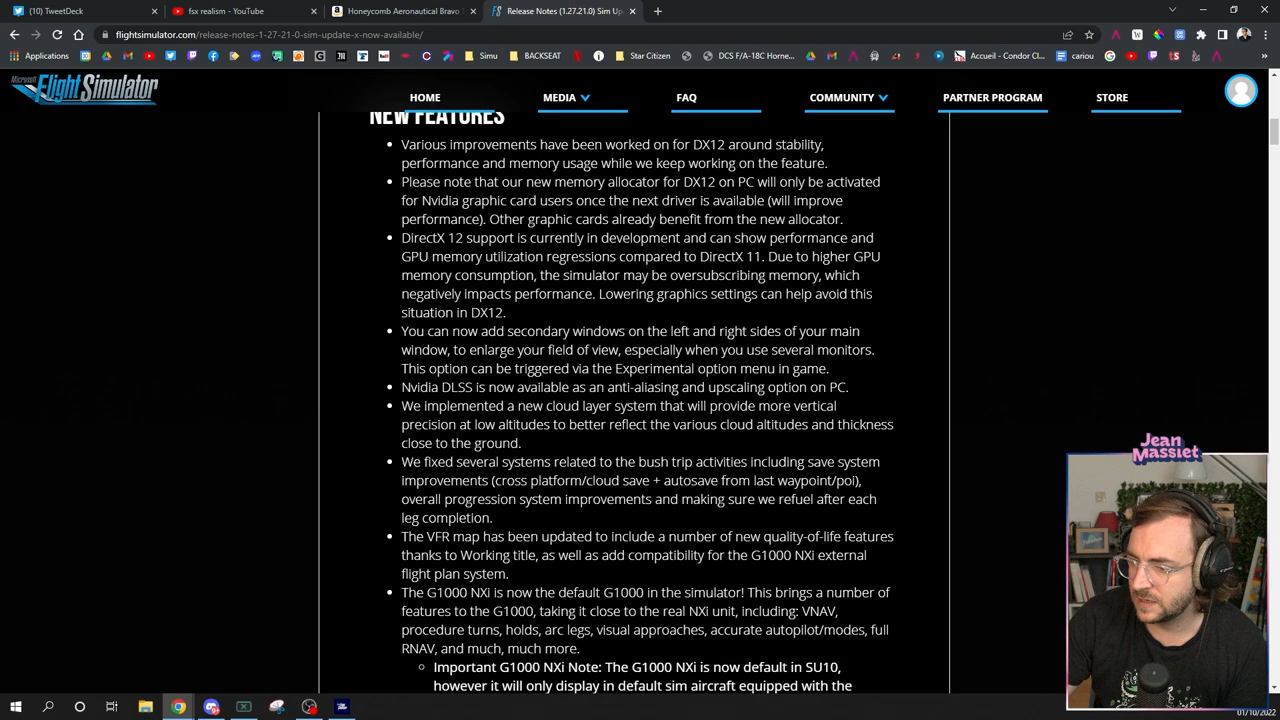 (10) TweetDeck
fsx realism - YouTube
Honeycomb Aeronautical Bravo T
Release Notes (1.27.21.0) Sim Up
flightsimulator.com/release-notes-1-27-21-0-sim-update-x-now-available/
Applications
Simu
BACKSEAT
Star Citizen
DCS F/A-18C Horne...
Accueil - Condor Cl...
cariou
Microsoft
Flight Simulator
HOME
MEDIA
FAQ
COMMUNITY
PARTNER PROGRAM
STORE
NEW FEATURES
• Various improvements have been worked on for DX12 around stability,
performance and memory usage while we keep working on the feature.
• Please note that our new memory allocator for DX12 on PC will only be activated
for Nvidia graphic card users once the next driver is available (will improve
performance). Other graphic cards already benefit from the new allocator.
• DirectX 12 support is currently in development and can show performance and
GPU memory utilization regressions compared to DirectX 11. Due to higher GPU
memory consumption, the simulator may be oversubscribing memory, which
negatively impacts performance. Lowering graphics settings can help avoid this
situation in DX12.
• You can now add secondary windows on the left and right sides of your main
window, to enlarge your field of view, especially when you use several monitors.
This option can be triggered via the Experimental option menu in game.
• Nvidia DLSS is now available as an anti-aliasing and upscaling option on PC.
• We implemented a new cloud layer system that will provide more vertical
precision at low altitudes to better reflect the various cloud altitudes and thickness
close to the ground.
• We fixed several systems related to the bush trip activities including save system
improvements (cross platform/cloud save + autosave from last waypoint/poi),
overall progression system improvements and making sure we refuel after each
leg completion.
• The VFR map has been updated to include a number of new quality-of-life features
thanks to Working title, as well as add compatibility for the G1000 NXi external
flight plan system.
• The G1000 NXi is now the default G1000 in the simulator! This brings a number of
features to the G1000, taking it close to the real NXi unit, including: VNAV,
procedure turns, holds, arc legs, visual approaches, accurate autopilot/modes, full
RNAV, and much, much more.
○ Important G1000 NXi Note: The G1000 NXi is now default in SU10,
however it will only display in default sim aircraft equipped with the
Jean
Massiet
01/10/2022